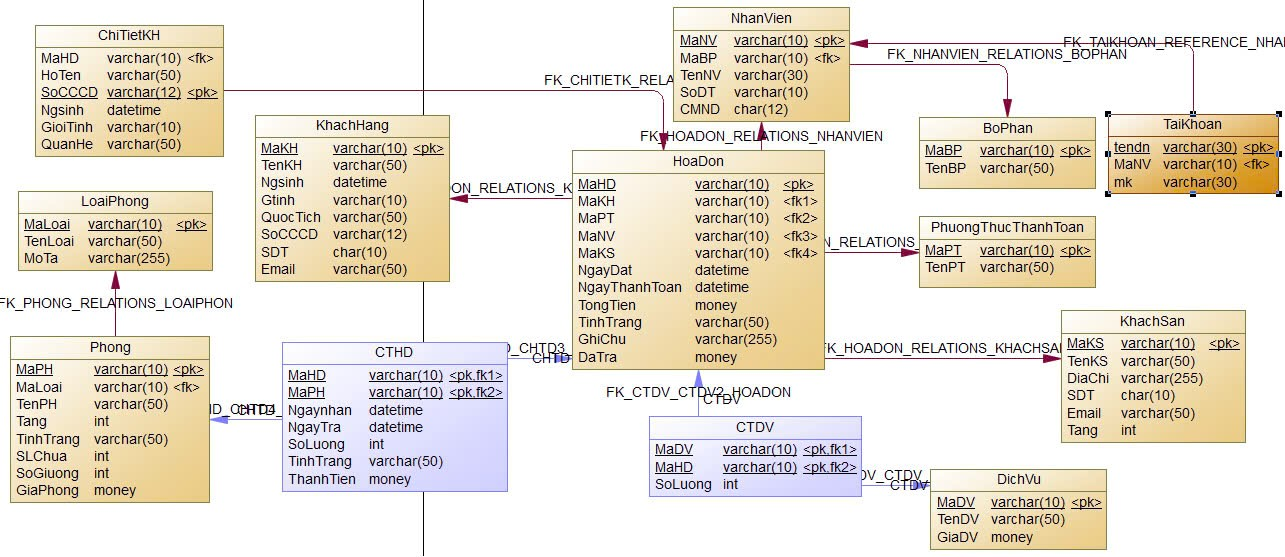 ChiTietKH
MaHD varchar(10) <fk>
HoTen varchar(50)
SoCCCD varchar(12) <pk>
Ngsinh datetime
GioiTinh varchar(10)
QuanHe varchar(50)
FK_CHITIETK_RELA
NhanVien
MaNV varchar(10) <pk>
MaBP varchar(10) <fk>
TenNV varchar(30)
SoDT varchar(10)
CMND char(12)
FK_TAIKHOAN_REFERENCE_NHA
FK_NHANVIEN_RELATIONS_BOPHAN
KhachHang
MaKH varchar(10) <pk>
TenKH varchar(50)
Ngsinh datetime
Gtinh varchar(10)
QuocTich varchar(50)
SoCCCD varchar(12)
SDT char(10)
Email varchar(50)
FK_HOADON_RELATIONS_NHANVIEN
BoPhan
MaBP varchar(10) <pk>
TenBP varchar(50)
TaiKhoan
tendn varchar(30) <pk>
MaNV varchar(10) <fk>
mk varchar(30)
LoaiPhong
MaLoai varchar(10) <pk>
TenLoai varchar(50)
MoTa varchar(255)
DON_RELATIONS_K
HoaDon
MaHD varchar(10) <pk>
MaKH varchar(10) <fk1>
MaPT varchar(10) <fk2>
MaNV varchar(10) <fk3>
MaKS varchar(10) <fk4>
NgayDat datetime
NgayThanhToan datetime
TongTien money
TinhTrang varchar(50)
GhiChu varchar(255)
DaTra money
N_RELATIONS_
PhuongThucThanhToan
MaPT varchar(10) <pk>
TenPT varchar(50)
FK_PHONG_RELATIONS_LOAIPHON
Phong
MaPH varchar(10) <pk>
MaLoai varchar(10) <fk>
TenPH varchar(50)
Tang int
TinhTrang varchar(50)
SLChua int
SoGiuong int
GiaPhong money
CTHD
MaHD varchar(10) <pk,fk1>
MaPH varchar(10) <pk,fk2>
Ngaynhan datetime
NgayTra datetime
SoLuong int
TinhTrang varchar(50)
ThanhTien money
D_CHTD3
CHTD
FK_HOADON_RELATIONS_KHACHSA
KhachSan
MaKS varchar(10) <pk>
TenKS varchar(50)
DiaChi varchar(255)
SDT char(10)
Email varchar(50)
Tang int
FK_CTDV_CTDV2_HOADON
CTDV
CTDV
MaDV varchar(10) <pk,fk1>
MaHD varchar(10) <pk,fk2>
SoLuong int
DV_CTDV
CTDV
DichVu
MaDV varchar(10) <pk>
TenDV varchar(50)
GiaDV money